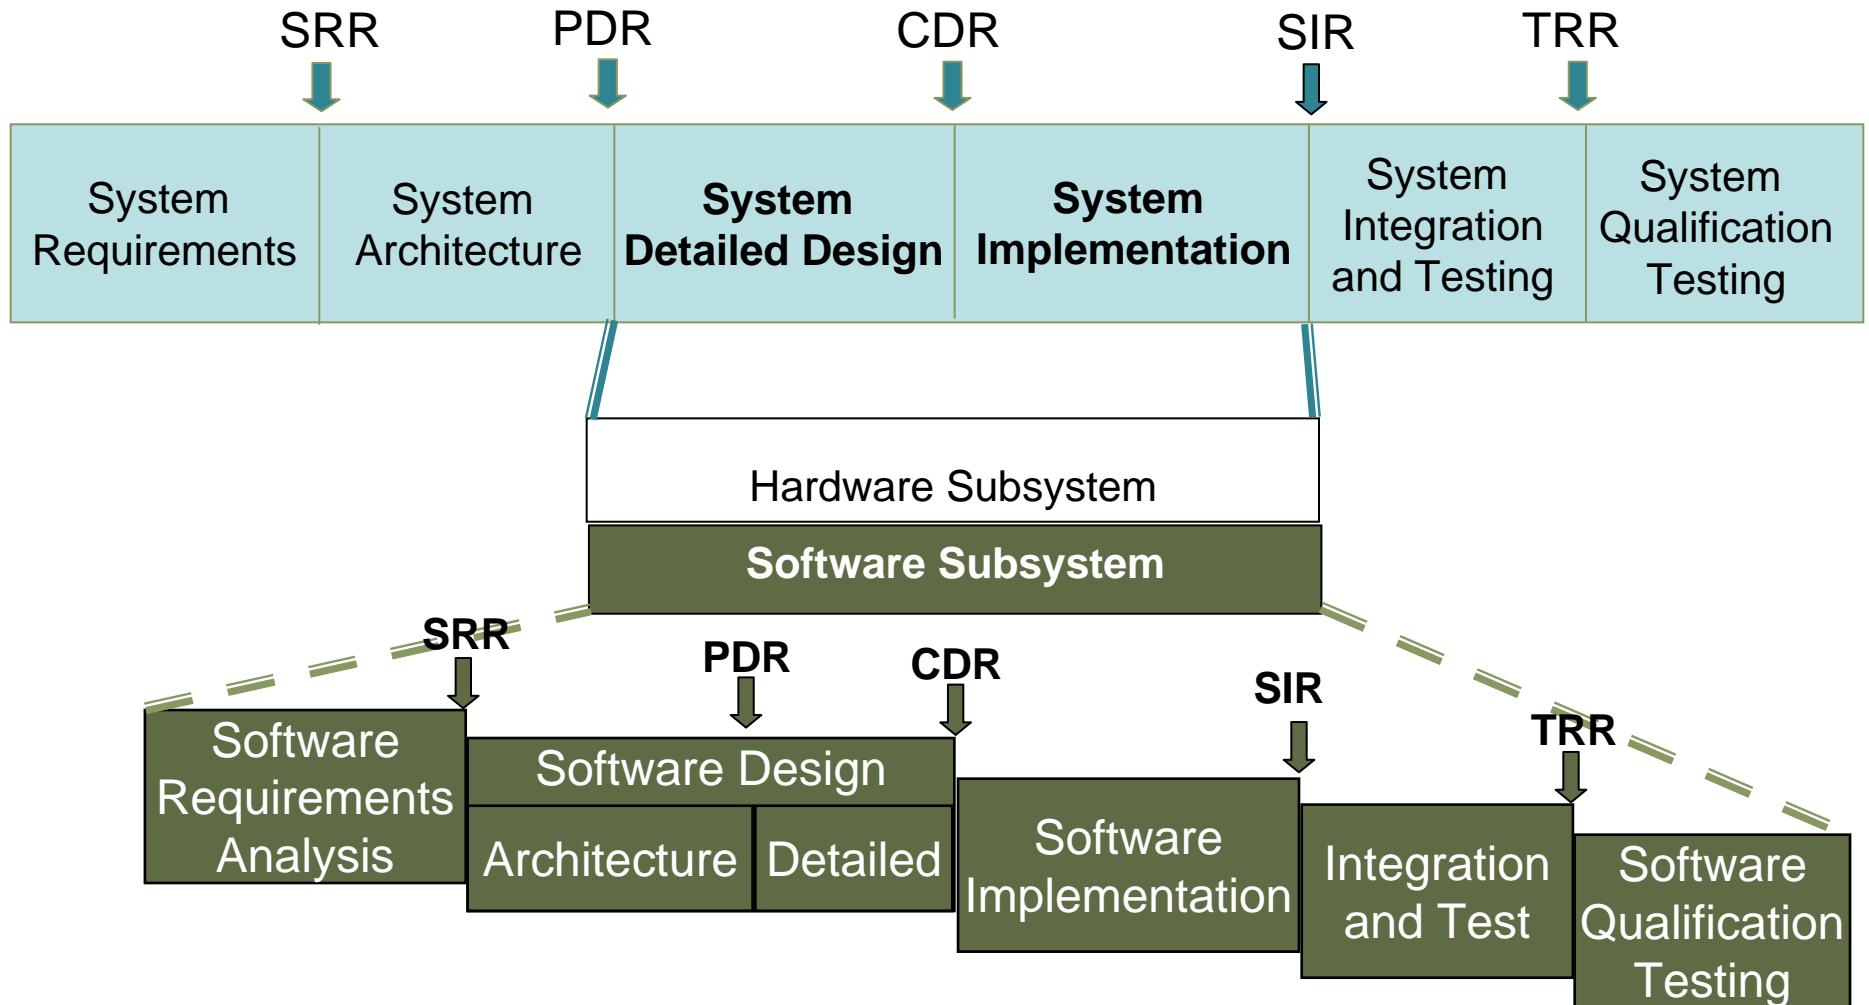 SRR
PDR
CDR
SIR
TRR
System
Requirements
System
Architecture
System
Detailed Design
System
Implementation
System
Integration
and Testing
System
Qualification
Testing
Hardware Subsystem
Software Subsystem
SRR
PDR
CDR
SIR
TRR
Software
Requirements
Analysis
Software Design
Architecture
Detailed
Software
Implementation
Integration
and Test
Software
Qualification
Testing